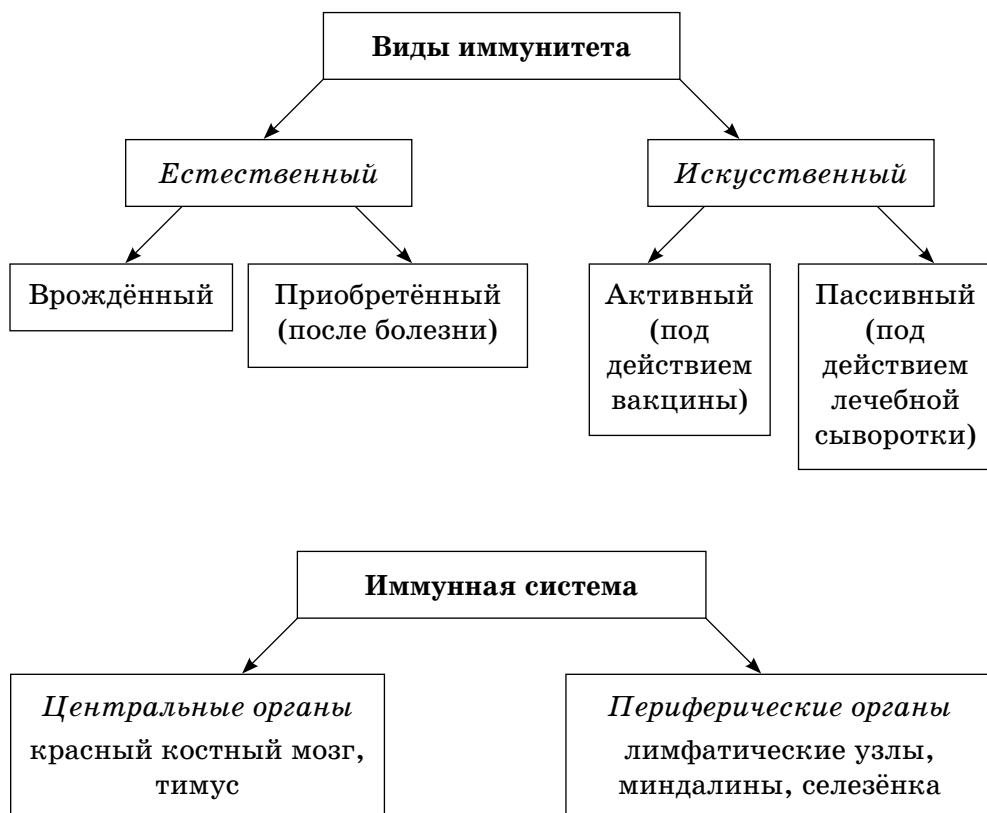 Виды иммунитета
Естественный
Искусственный
Врождённый
Приобретённый
(после болезни)
Активный
(под
действием
вакцины)
Пассивный
(под
действием
лечебной
сыворотки)
Иммунная система
Центральные органы
красный костный мозг,
тимус
Периферические органы
лимфатические узлы,
миндалины, селезёнка